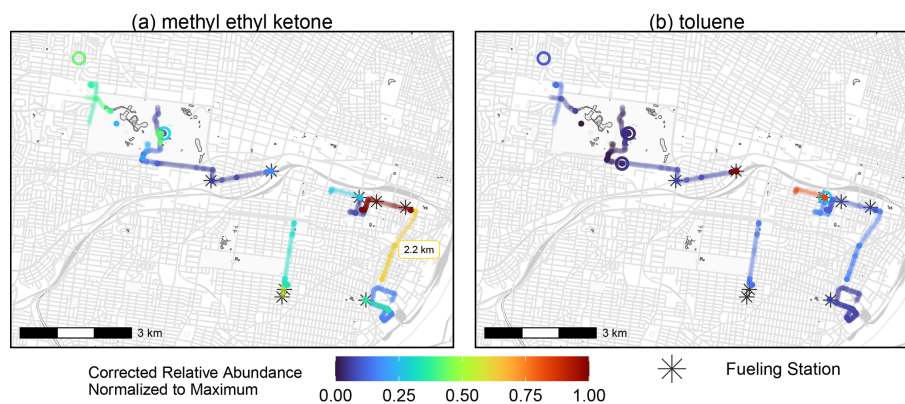 (a) methyl ethyl ketone
(b) toluene
2.2 km
3 km
3 km
Corrected Relative Abundance
Normalized to Maximum
0.00 0.25 0.50 0.75 1.00
Fueling Station